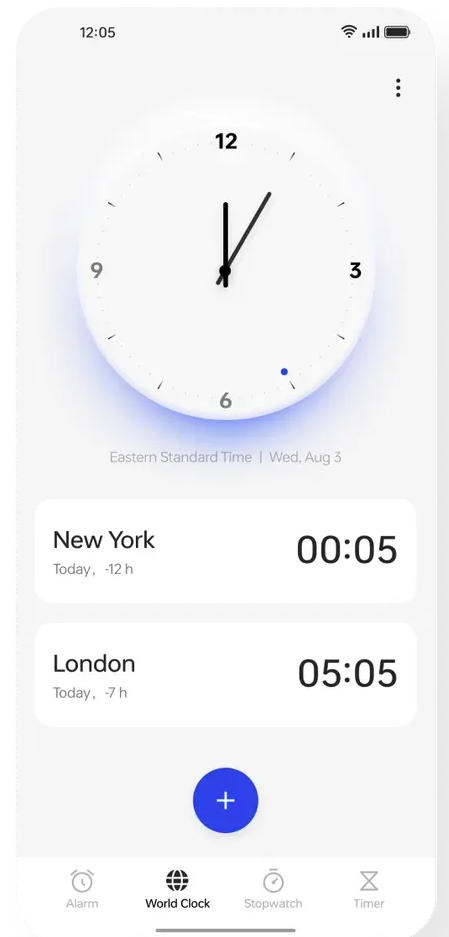 12:05
12
9
3
6
Eastern Standard Time | Wed, Aug 3
New York
00:05
Today, -12 h
London
05:05
Today, -7 h
+
Alarm World Clock Stopwatch Timer